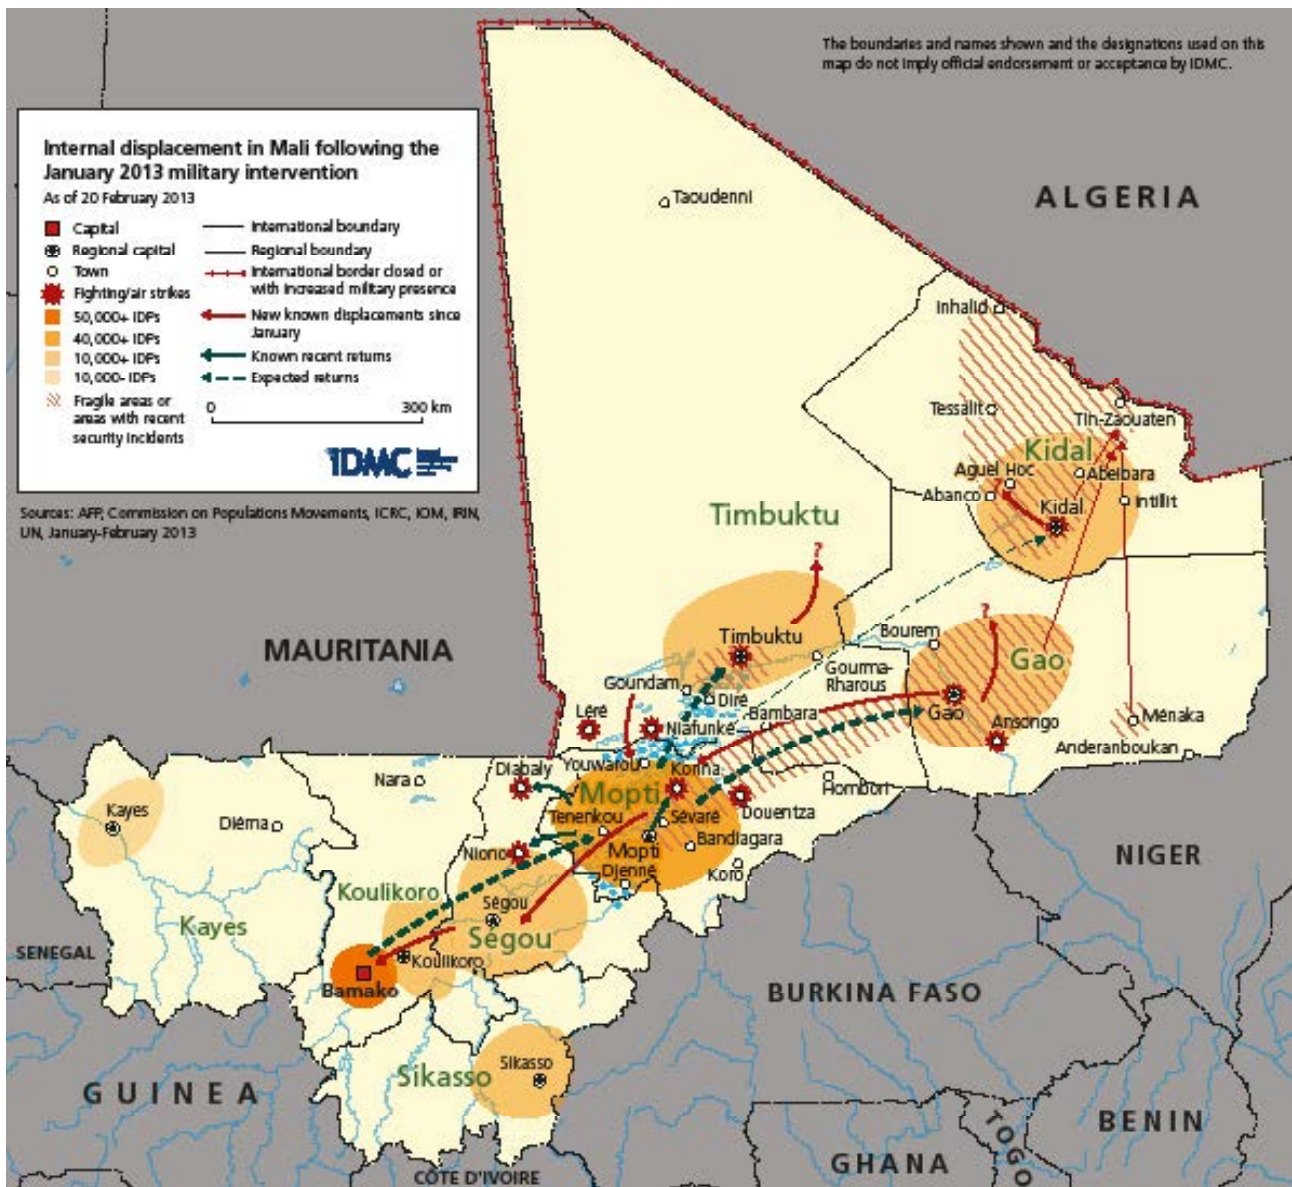 The boundaries and names shown and the designations used on this
map do not imply official endorsement or acceptance by IDMC.
Internal displacement in Mali following the
January 2013 military intervention
As of 20 February 2013
Capital
Regional capital
Town
Fighting/air strikes
50,000+ IDPs
40,000+ IDPs
10,000+ IDPs
10,000- IDPs
Fragile areas or
areas with recent
security incidents
International boundary
Regional boundary
International border closed or
with increased military presence
New known displacements since
January
Known recent returns
Expected returns
0 300 km
IDMC
Sources: AFP, Commission on Populations Movements, ICRC, IOM, IRIN,
UN, January-February 2013
ALGERIA
Taoudenni
Inhalid
Tessalit
Tin-Zaouaten
Kidal
Aguel Hoc
Abeibara
Abanco
Intillit
Kidal
Timbuktu
?
MAURITANIA
Timbuktu
?
Bourem
Gao
Gourma-
Rharous
Goundam
Diré
Léré
Niafunké
Bambara
Gao
Ansongo
Ménaka
Anderanboukan
Diabaly
Youwarou
Konna
Nara
Mopti
Hombori
Douentza
Kayes
Diéma
Tenenkou
Sévaré
Bandiagara
Niono
Mopti
Djenné
Koro
NIGER
Koulikoro
Ségou
Kayes
Ségou
SENEGAL
Koulikoro
Bamako
BURKINA FASO
Sikasso
Sikasso
GUINEA
BENIN
TOGO
GHANA
CÔTE D'IVOIRE